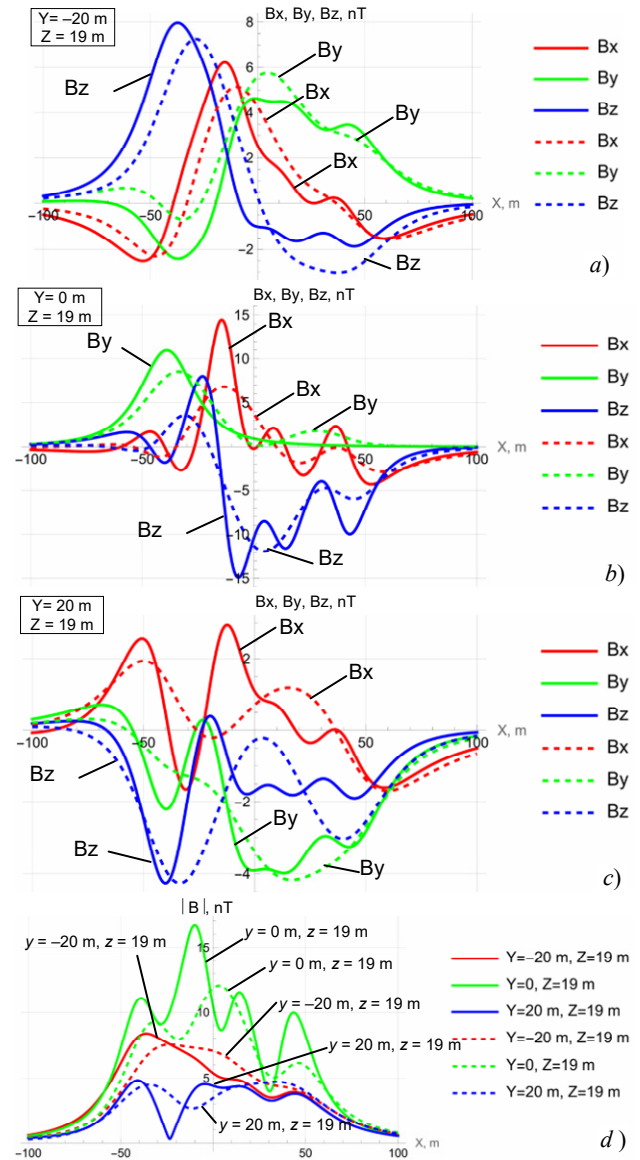 Y= –20 m
Z = 19 m
Bx, By, Bz, nT
8
6
4
2
−2
−100
−50
50
100
X, m
Bz
By
Bx
By
Bx
Bz
Bx
By
Bz
Bx
By
Bz
a)
Y= 0 m
Z = 19 m
Bx, By, Bz, nT
15
10
5
−5
−10
−15
−100
−50
50
100
X, m
By
Bx
Bx
By
Bz
Bz
Bx
By
Bz
Bx
By
Bz
b)
Y= 20 m
Z = 19 m
Bx, By, Bz, nT
2
−2
−4
−100
−50
50
100
X, m
Bx
Bx
Bz
Bz
By
By
Bx
By
Bz
Bx
By
Bz
c)
| B |, nT
15
10
5
−100
−50
0
50
100
X, m
y = –20 m, z = 19 m
y = 0 m, z = 19 m
y = 0 m, z = 19 m
y = –20 m, z = 19 m
y = 20 m, z = 19 m
y = 20 m, z = 19 m
Y=−20 m, Z=19 m
Y=0, Z=19 m
Y=20 m, Z=19 m
Y=−20 m, Z=19 m
Y=0, Z=19 m
Y=20 m, Z=19 m
d)